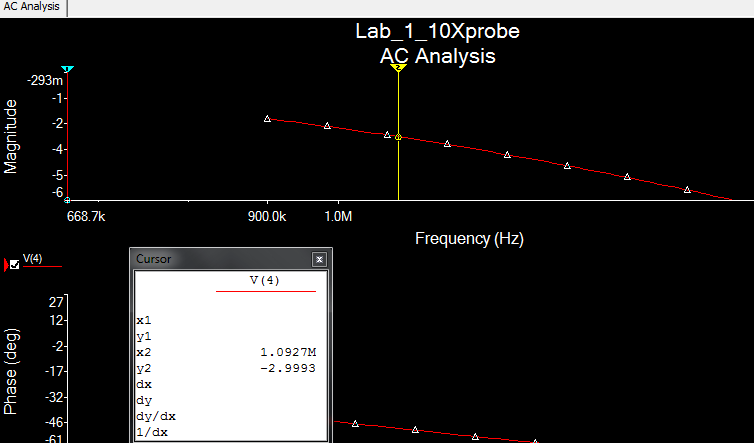 AC Analysis
Lab_1_10Xprobe
AC Analysis
1
2
Magnitude
-293m
-1
-2
-4
-5
-6
668.7k
900.0k
1.0M
Frequency (Hz)
V(4)
Cursor
x
V(4)
x1
y1
x2 1.0927M
y2 -2.9993
dx
dy
dy/dx
1/dx
Phase (deg)
27
12
-2
-17
-32
-46
-61